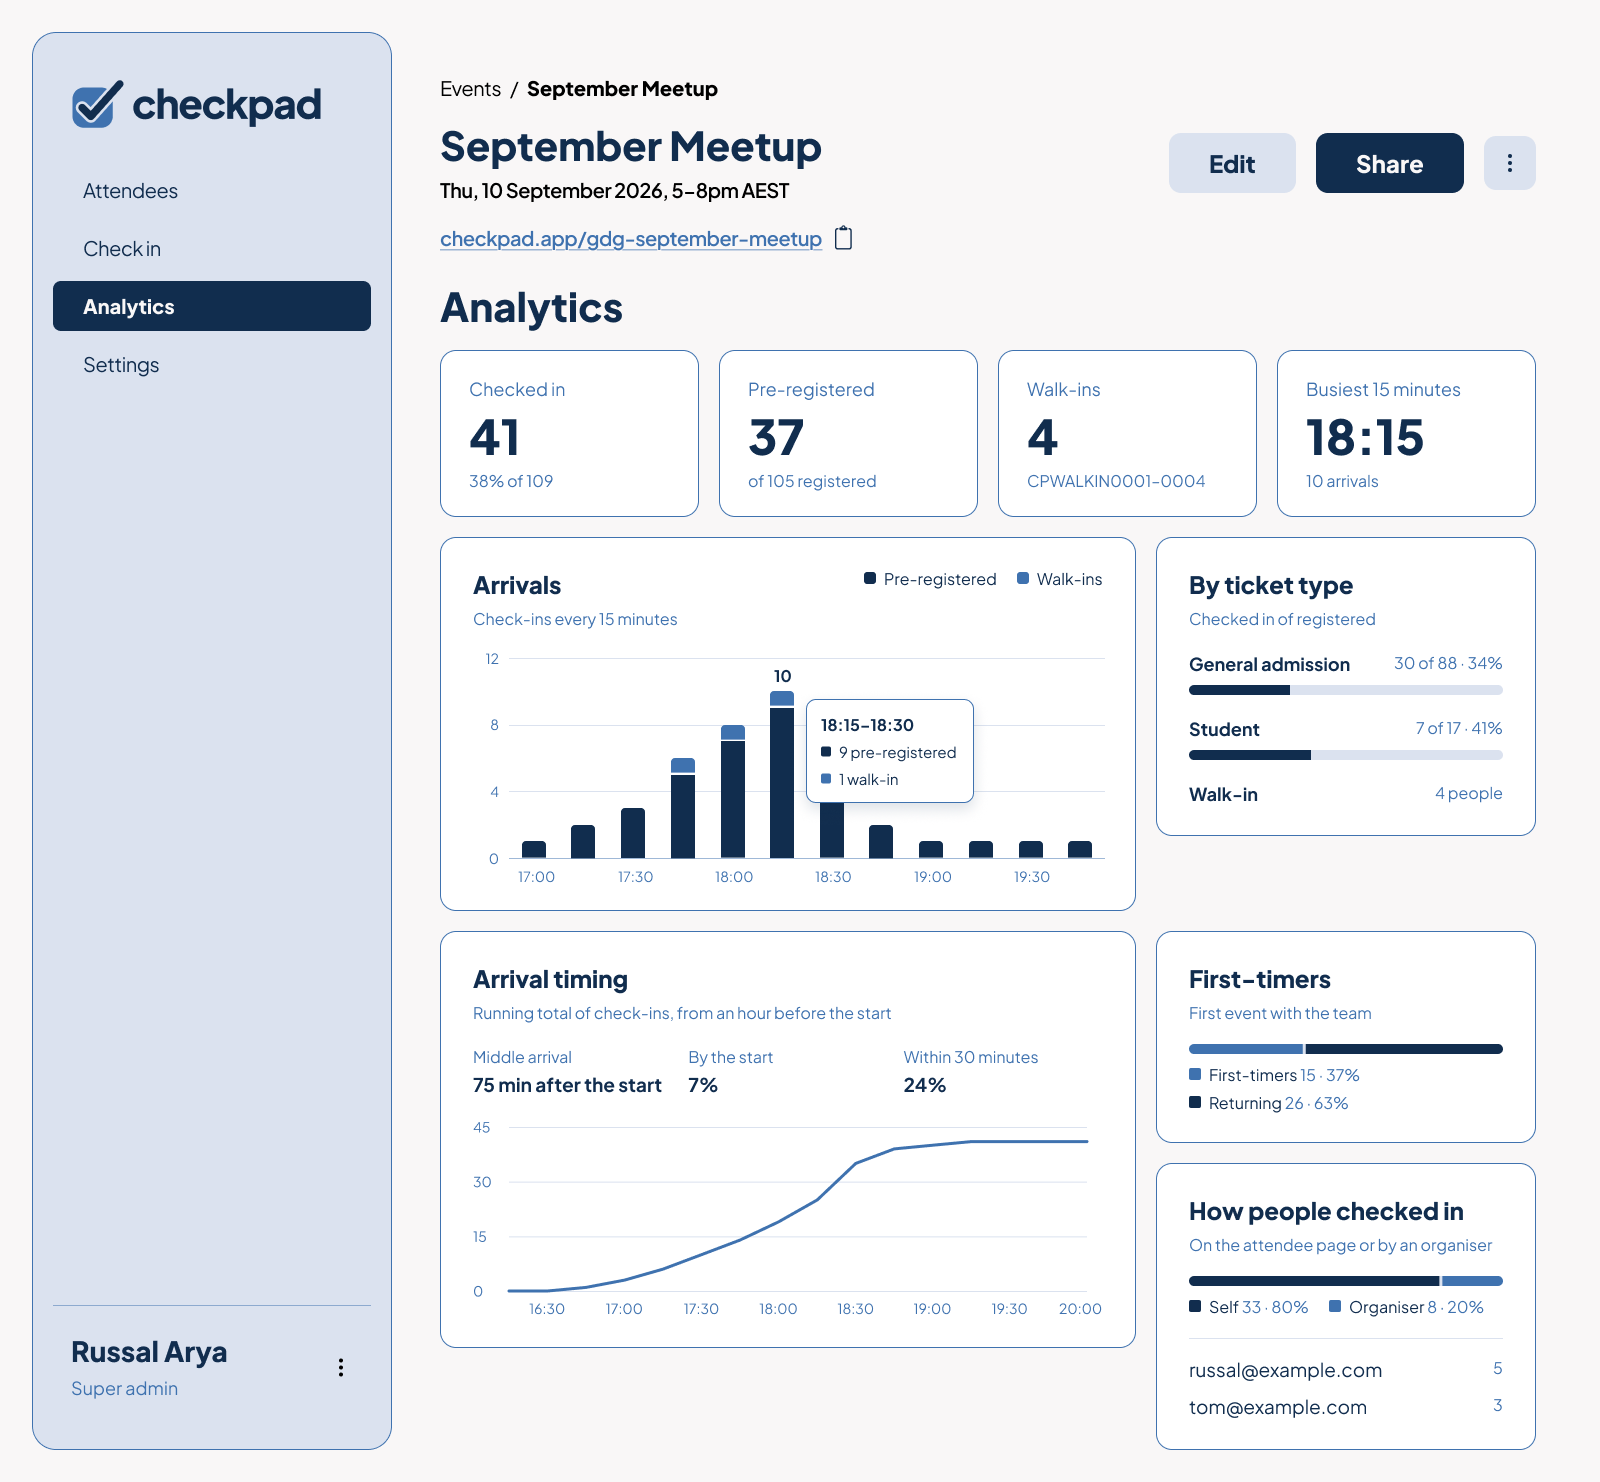 checkpad
Attendees
Check in
Analytics
Settings
Russal Arya
Super admin
Events / September Meetup
September Meetup
Thu, 10 September 2026, 5–8pm AEST
checkpad.app/gdg-september-meetup
Edit
Share
Analytics
Checked in
41
38% of 109
Pre-registered
37
of 105 registered
Walk-ins
4
CPWALKIN0001–0004
Busiest 15 minutes
18:15
10 arrivals
Arrivals
Check-ins every 15 minutes
Pre-registered Walk-ins
12
8
4
0
10
18:15–18:30
9 pre-registered
1 walk-in
17:00 17:30 18:00 18:30 19:00 19:30
By ticket type
Checked in of registered
General admission 30 of 88 · 34%
Student 7 of 17 · 41%
Walk-in 4 people
Arrival timing
Running total of check-ins, from an hour before the start
Middle arrival
75 min after the start
By the start
7%
Within 30 minutes
24%
45
30
15
0
16:30 17:00 17:30 18:00 18:30 19:00 19:30 20:00
First-timers
First event with the team
First-timers 15 · 37%
Returning 26 · 63%
How people checked in
On the attendee page or by an organiser
Self 33 · 80% Organiser 8 · 20%
russal@example.com 5
tom@example.com 3